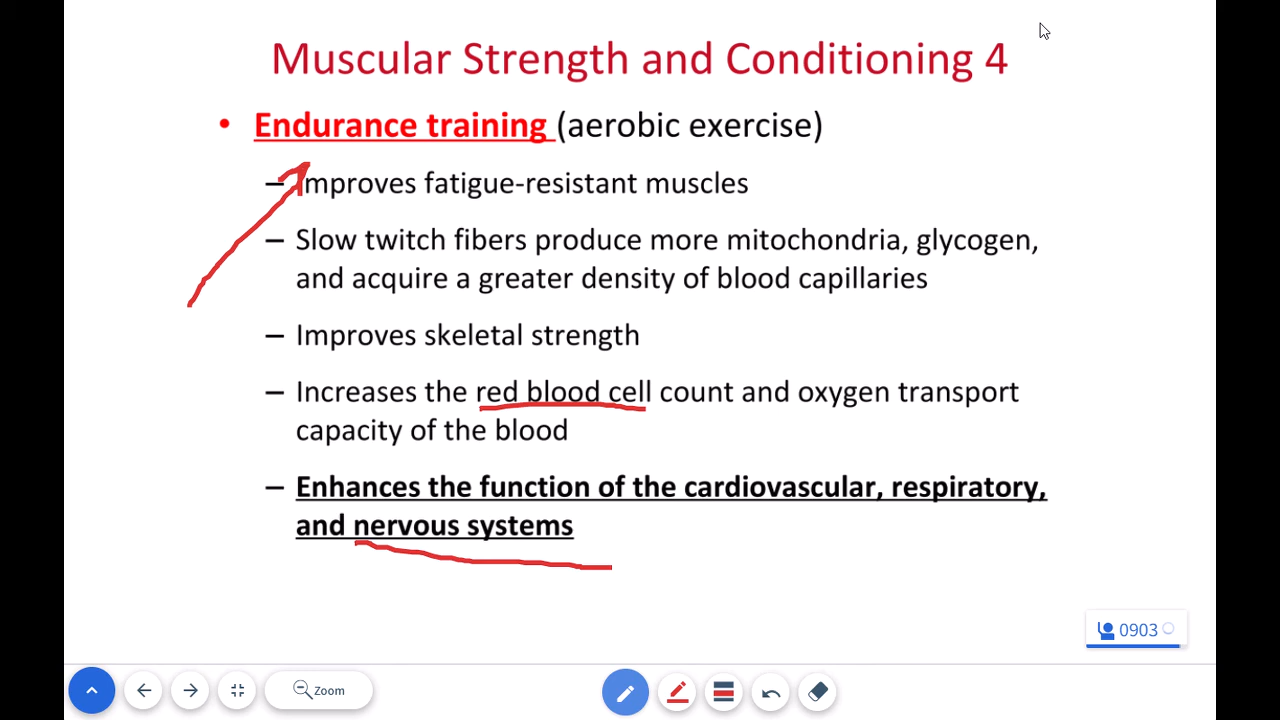 Muscular Strength and Conditioning 4
• Endurance training (aerobic exercise)
– Improves fatigue-resistant muscles
– Slow twitch fibers produce more mitochondria, glycogen,
and acquire a greater density of blood capillaries
– Improves skeletal strength
– Increases the red blood cell count and oxygen transport
capacity of the blood
– Enhances the function of the cardiovascular, respiratory,
and nervous systems
0903
Zoom